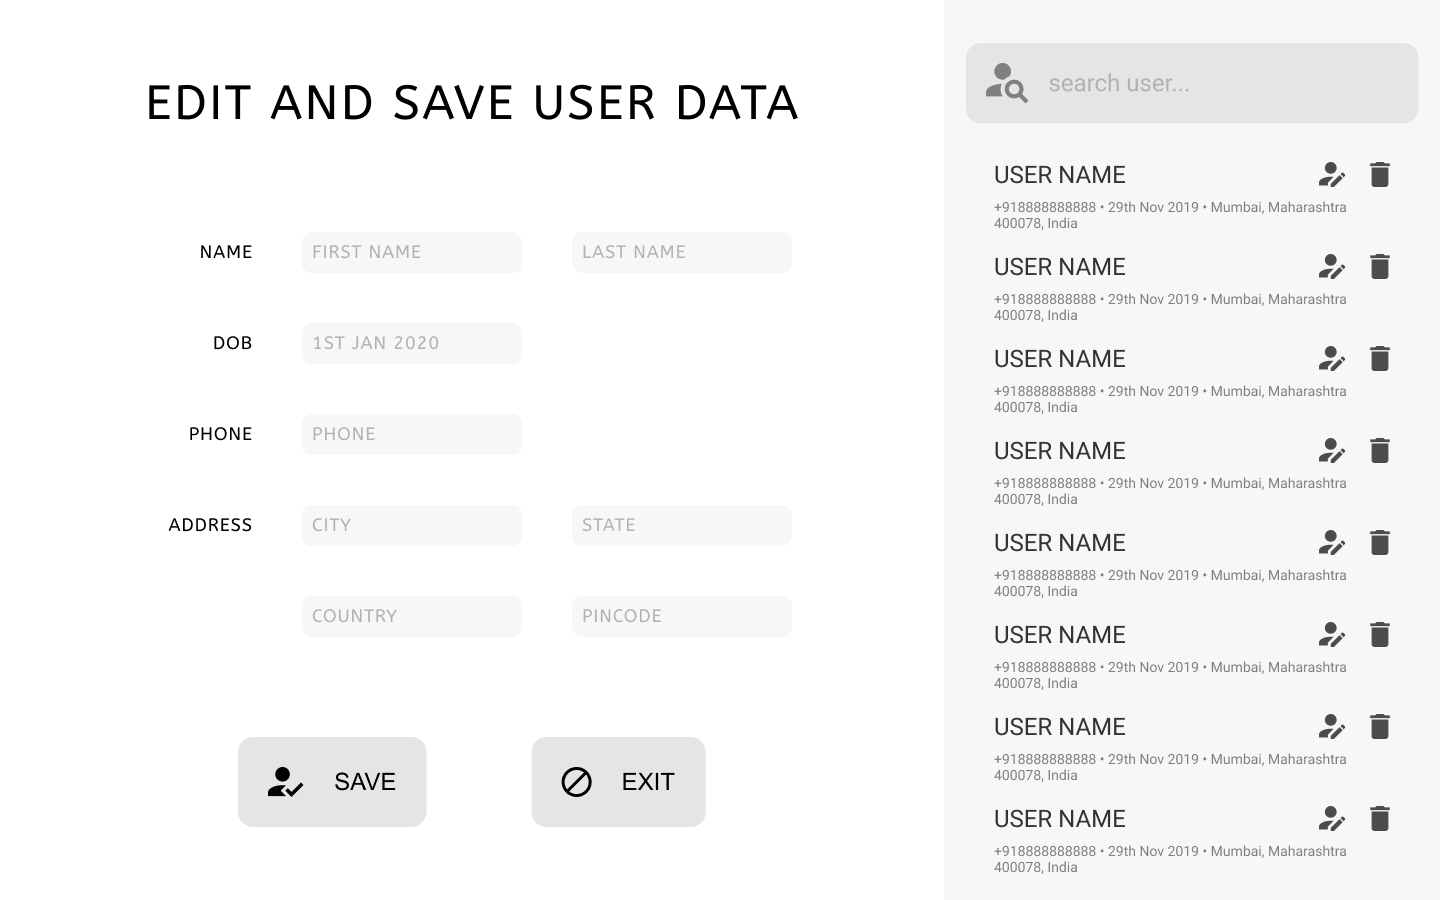 EDIT AND SAVE USER DATA
NAME
FIRST NAME
LAST NAME
DOB
1ST JAN 2020
PHONE
PHONE
ADDRESS
CITY
STATE
COUNTRY
PINCODE
SAVE
EXIT
search user...
USER NAME
+918888888888 • 29th Nov 2019 • Mumbai, Maharashtra
400078, India
USER NAME
+918888888888 • 29th Nov 2019 • Mumbai, Maharashtra
400078, India
USER NAME
+918888888888 • 29th Nov 2019 • Mumbai, Maharashtra
400078, India
USER NAME
+918888888888 • 29th Nov 2019 • Mumbai, Maharashtra
400078, India
USER NAME
+918888888888 • 29th Nov 2019 • Mumbai, Maharashtra
400078, India
USER NAME
+918888888888 • 29th Nov 2019 • Mumbai, Maharashtra
400078, India
USER NAME
+918888888888 • 29th Nov 2019 • Mumbai, Maharashtra
400078, India
USER NAME
+918888888888 • 29th Nov 2019 • Mumbai, Maharashtra
400078, India